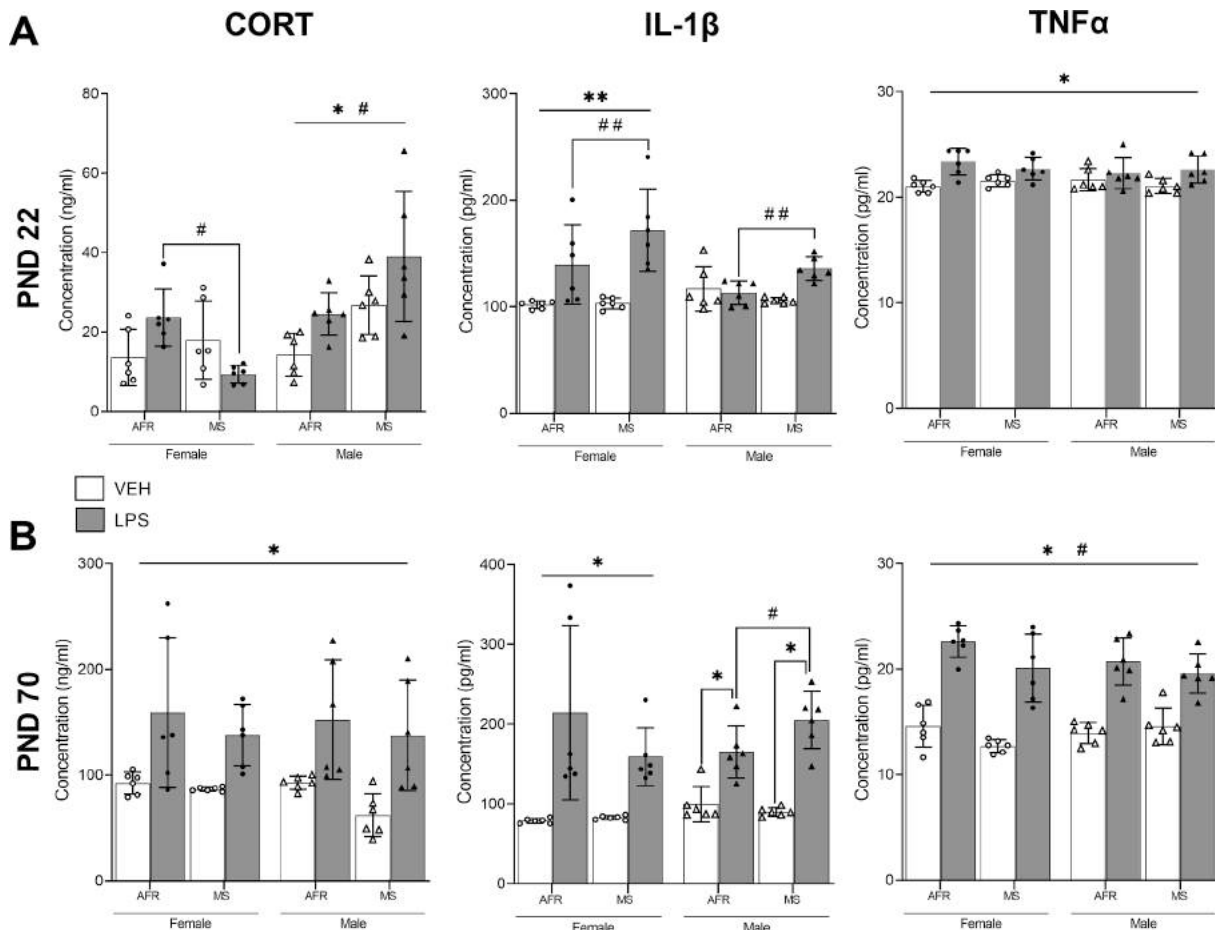 A
CORT
IL-1β
TNFα
PND 22
Concentration (ng/ml)
80
60
40
20
0
* #
#
AFR
MS
AFR
MS
Female
Male
Concentration (pg/ml)
300
200
100
0
**
##
##
AFR
MS
AFR
MS
Female
Male
Concentration (pg/ml)
30
20
10
0
*
AFR
MS
AFR
MS
Female
Male
VEH
LPS
B
PND 70
Concentration (ng/ml)
300
200
100
0
*
AFR
MS
AFR
MS
Female
Male
Concentration (pg/ml)
400
300
200
100
0
*
#
*
*
AFR
MS
AFR
MS
Female
Male
Concentration (pg/ml)
30
20
10
0
* #
AFR
MS
AFR
MS
Female
Male